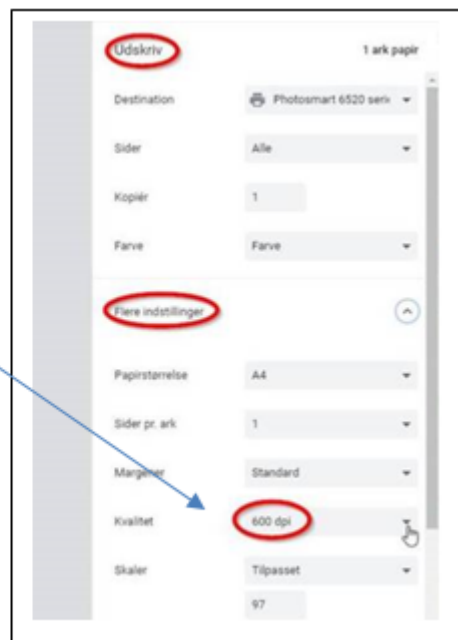 Udskriv 1 ark papir
Destination Photosmart 6520 serie
Sider Alle
Kopiér 1
Farve Farve
Flere indstillinger
Papirstørrelse A4
Sider pr. ark 1
Margener Standard
Kvalitet 600 dpi
Skaler Tilpasset
97